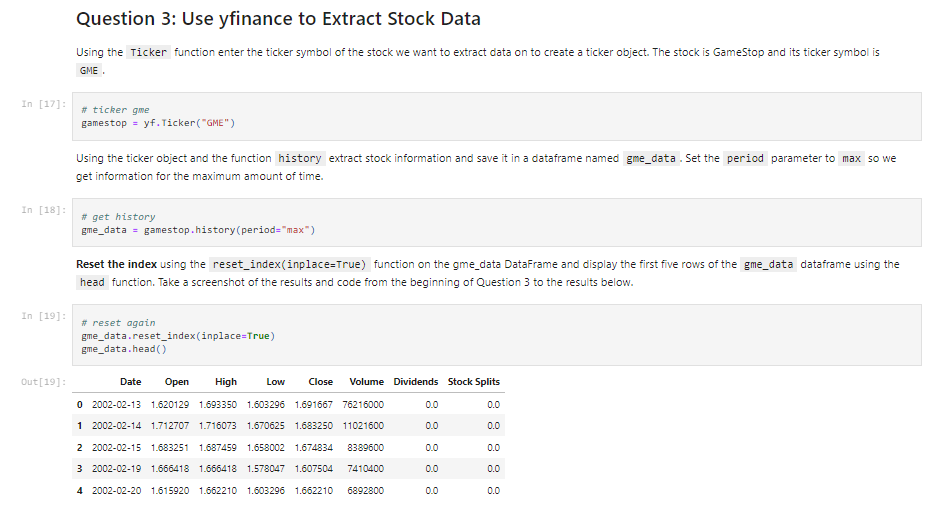 Question 3: Use yfinance to Extract Stock Data
Using the Ticker function enter the ticker symbol of the stock we want to extract data on to create a ticker object. The stock is GameStop and its ticker symbol is
GME .
In [17]:
# ticker gme
gamestop = yf.Ticker("GME")
Using the ticker object and the function history extract stock information and save it in a dataframe named gme_data . Set the period parameter to max so we
get information for the maximum amount of time.
In [18]:
# get history
gme_data = gamestop.history(period="max")
Reset the index using the reset_index(inplace=True) function on the gme_data DataFrame and display the first five rows of the gme_data dataframe using the
head function. Take a screenshot of the results and code from the beginning of Question 3 to the results below.
In [19]:
# reset again
gme_data.reset_index(inplace=True)
gme_data.head()
Out[19]:
Date Open High Low Close Volume Dividends Stock Splits
0 2002-02-13 1.620129 1.693350 1.603296 1.691667 76216000 0.0 0.0
1 2002-02-14 1.712707 1.716073 1.670625 1.683250 11021600 0.0 0.0
2 2002-02-15 1.683251 1.687459 1.658002 1.674834 8389600 0.0 0.0
3 2002-02-19 1.666418 1.666418 1.578047 1.607504 7410400 0.0 0.0
4 2002-02-20 1.615920 1.662210 1.603296 1.662210 6892800 0.0 0.0